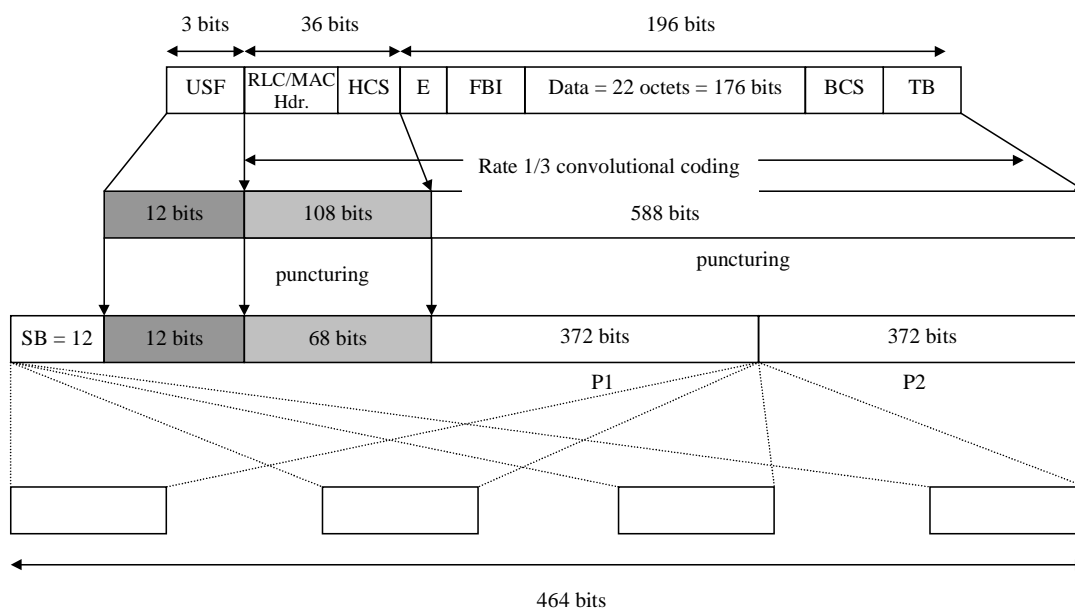 3 bits 36 bits 196 bits
USF RLC/MAC Hdr. HCS E FBI Data = 22 octets = 176 bits BCS TB
Rate 1/3 convolutional coding
12 bits 108 bits 588 bits
puncturing puncturing
SB = 12 12 bits 68 bits 372 bits 372 bits
P1 P2
464 bits